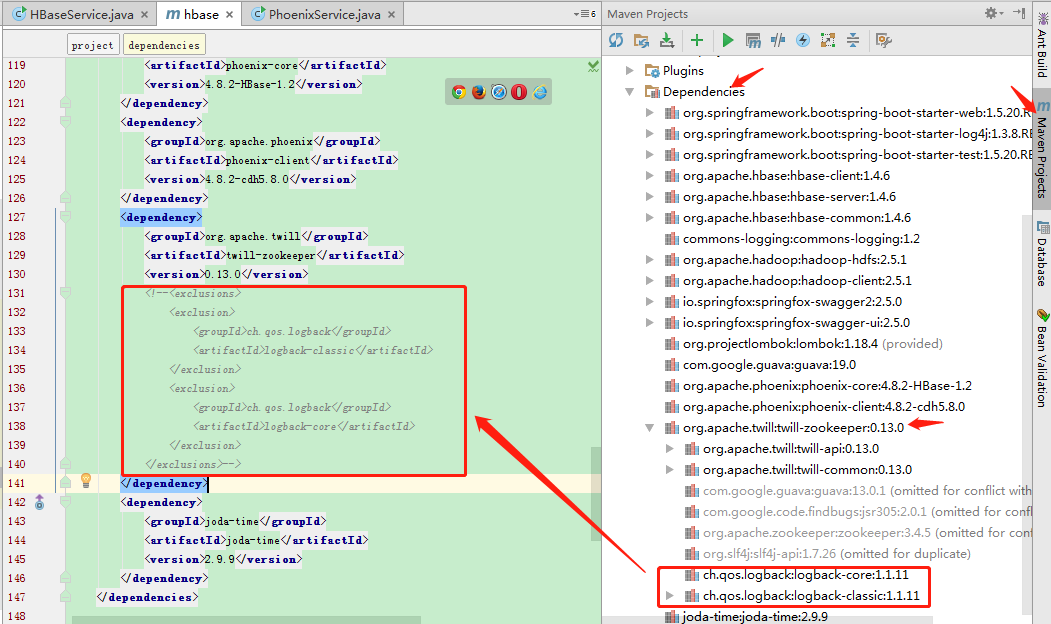 HBaseService.java
hbase
PhoenixService.java
6
Maven Projects
project
dependencies
119 <artifactId>phoenix-core</artifactId>
120 <version>4.8.2-HBase-1.2</version>
121 </dependency>
122 <dependency>
123 <groupId>org.apache.phoenix</groupId>
124 <artifactId>phoenix-client</artifactId>
125 <version>4.8.2-cdh5.8.0</version>
126 </dependency>
127 <dependency>
128 <groupId>org.apache.twill</groupId>
129 <artifactId>twill-zookeeper</artifactId>
130 <version>0.13.0</version>
131 <!--<exclusions>
132 <exclusion>
133 <groupId>ch.qos.logback</groupId>
134 <artifactId>logback-classic</artifactId>
135 </exclusion>
136 <exclusion>
137 <groupId>ch.qos.logback</groupId>
138 <artifactId>logback-core</artifactId>
139 </exclusion>
140 </exclusions>-->
141 </dependency>
142 <dependency>
143 <groupId>joda-time</groupId>
144 <artifactId>joda-time</artifactId>
145 <version>2.9.9</version>
146 </dependency>
147 </dependencies>
148
Plugins
Dependencies
org.springframework.boot:spring-boot-starter-web:1.5.20.R
org.springframework.boot:spring-boot-starter-log4j:1.3.8.RE
org.springframework.boot:spring-boot-starter-test:1.5.20.RE
org.apache.hbase:hbase-client:1.4.6
org.apache.hbase:hbase-server:1.4.6
org.apache.hbase:hbase-common:1.4.6
commons-logging:commons-logging:1.2
org.apache.hadoop:hadoop-hdfs:2.5.1
org.apache.hadoop:hadoop-client:2.5.1
io.springfox:springfox-swagger2:2.5.0
io.springfox:springfox-swagger-ui:2.5.0
org.projectlombok:lombok:1.18.4 (provided)
com.google.guava:guava:19.0
org.apache.phoenix:phoenix-core:4.8.2-HBase-1.2
org.apache.phoenix:phoenix-client:4.8.2-cdh5.8.0
org.apache.twill:twill-zookeeper:0.13.0
org.apache.twill:twill-api:0.13.0
org.apache.twill:twill-common:0.13.0
com.google.guava:guava:13.0.1 (omitted for conflict with
com.google.code.findbugs:jsr305:2.0.1 (omitted for confl
org.apache.zookeeper:zookeeper:3.4.5 (omitted for con
org.slf4j:slf4j-api:1.7.26 (omitted for duplicate)
ch.qos.logback:logback-core:1.1.11
ch.qos.logback:logback-classic:1.1.11
joda-time:joda-time:2.9.9
Ant Build
Maven Projects
Database
Bean Validation